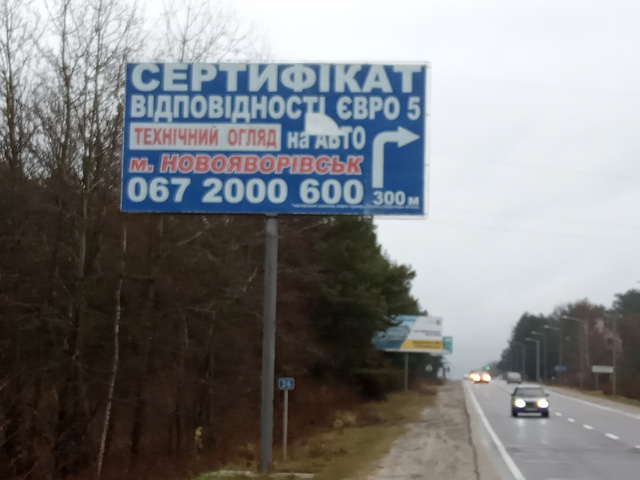 СЕРТИФІКАТ
ВІДПОВІДНОСТІ ЄВРО 5
ТЕХНІЧНИЙ ОГЛЯД на АВТО
м. НОВОЯВОРІВСЬК
067 2000 600 300 м